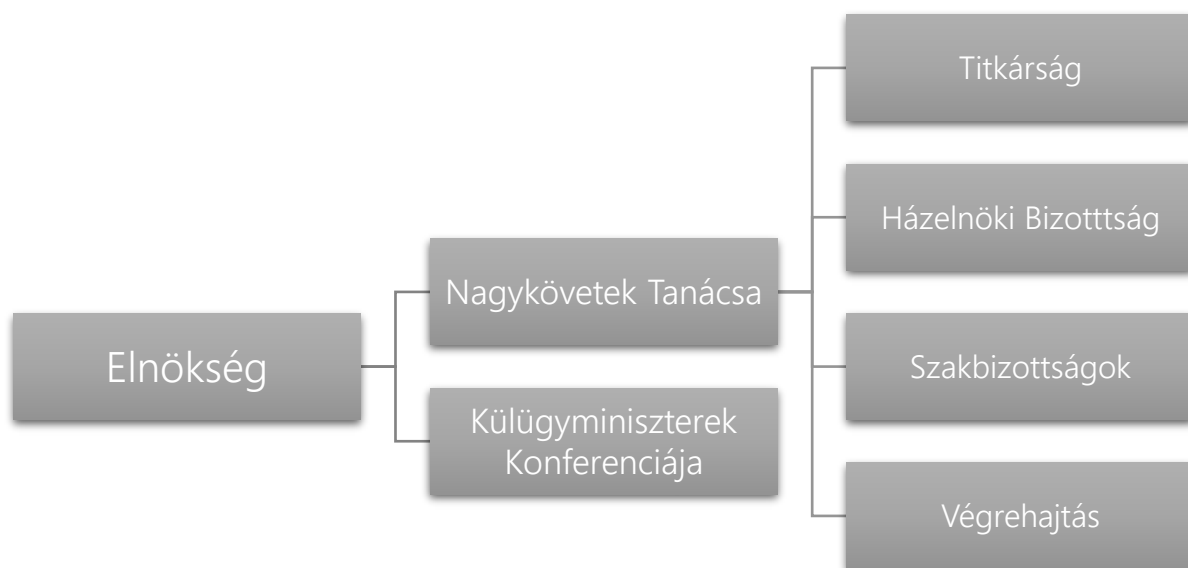 Elnökség
Nagykövetek Tanácsa
Külügyminiszterek
Konferenciája
Titkárság
Házelnöki Bizotttság
Szakbizottságok
Végrehajtás